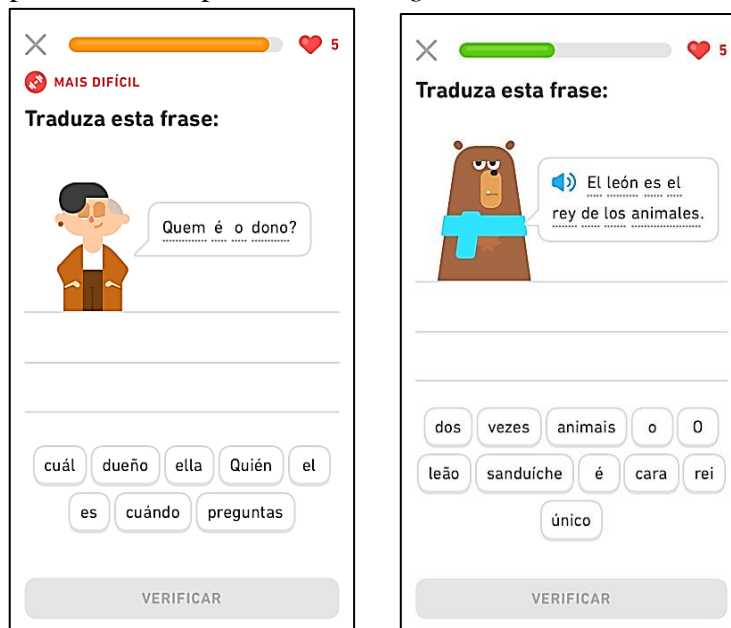 5
MAIS DIFÍCIL
Traduza esta frase:
Quem é o dono?
cuál dueño ella Quién el
es cuándo preguntas
VERIFICAR
5
Traduza esta frase:
El león es el
rey de los animales.
dos vezes animais o O
leão sanduíche é cara rei
único
VERIFICAR